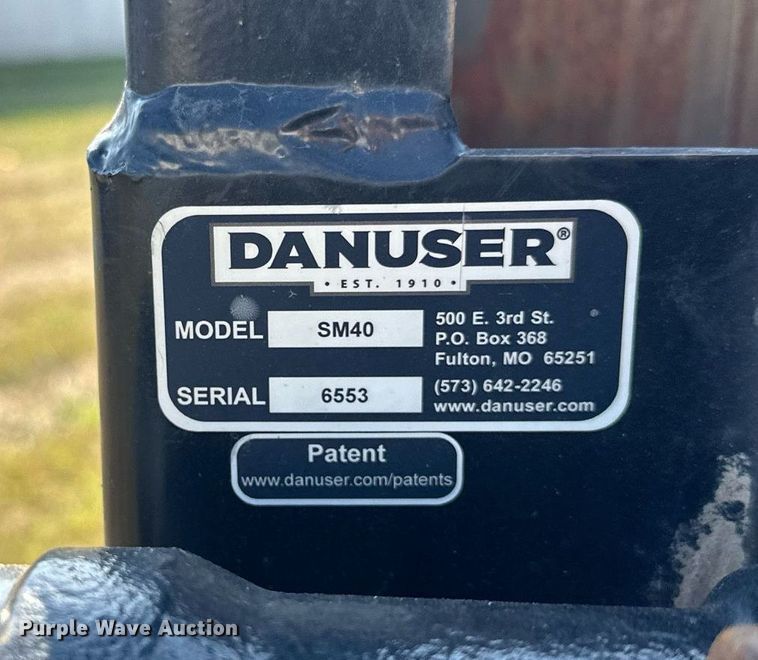 DANUSER®
• EST. 1910 •
MODEL SM40
500 E. 3rd St.
P.O. Box 368
Fulton, MO 65251
SERIAL 6553
(573) 642-2246
www.danuser.com
Patent
www.danuser.com/patents
Purple Wave Auction